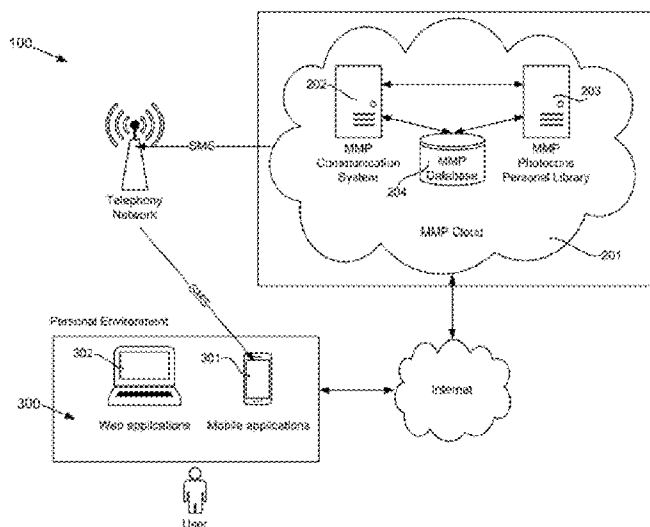 100
202
203
SMS
MMP
Communication
System
MMP
Database
204
MMP
Photocons
Personal Library
Telephony
Network
MMP Cloud
201
SMS
Personal Environment
302
301
300
Web applications
Mobile applications
Internet
User